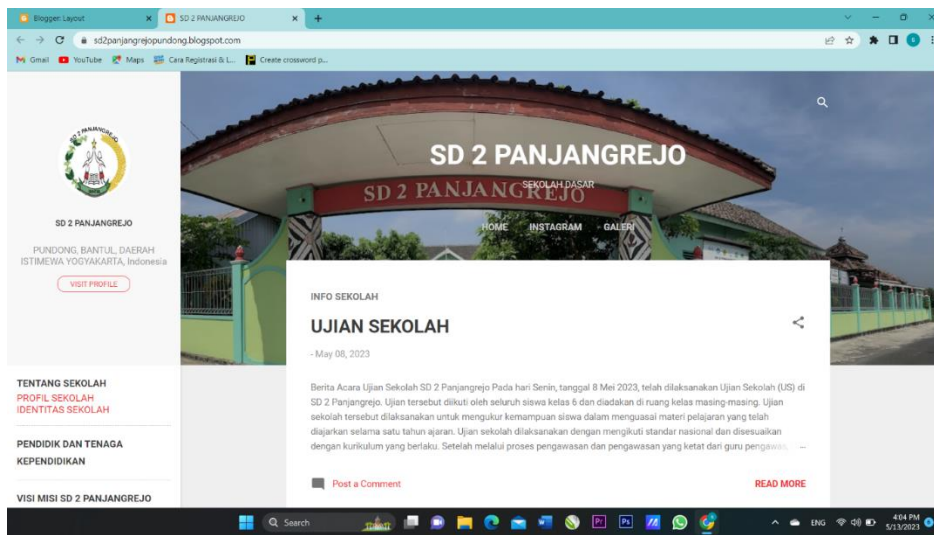 Blogger: Layout
SD 2 PANJANGREJO
sd2panjangrejopundong.blogspot.com
Gmail YouTube Maps Cara Registrasi & L... Create crossword p...
SD 2 PANJANGREJO
SEKOLAH DASAR
SD 2 PANJANGREJO
HOME INSTAGRAM GALERI
SD 2 PANJANGREJO
SD 2 PANJANGREJO
PUNDONG, BANTUL, DAERAH
ISTIMEWA YOGYAKARTA, Indonesia
VISIT PROFILE
TENTANG SEKOLAH
PROFIL SEKOLAH
IDENTITAS SEKOLAH
PENDIDIK DAN TENAGA
KEPENDIDIKAN
VISI MISI SD 2 PANJANGREJO
INFO SEKOLAH
UJIAN SEKOLAH
- May 08, 2023
Berita Acara Ujian Sekolah SD 2 Panjangrejo Pada hari Senin, tanggal 8 Mei 2023, telah dilaksanakan Ujian Sekolah (US) di
SD 2 Panjangrejo. Ujian tersebut diikuti oleh seluruh siswa kelas 6 dan diadakan di ruang kelas masing-masing. Ujian
sekolah tersebut dilaksanakan untuk mengukur kemampuan siswa dalam menguasai materi pelajaran yang telah
diajarkan selama satu tahun ajaran. Ujian sekolah dilaksanakan dengan mengikuti standar nasional dan disesuaikan
dengan kurikulum yang berlaku. Setelah melalui proses pengawasan dan pengawasan yang ketat dari guru pengawas, ...
Post a Comment
READ MORE
Search
Pr Ps
ENG
4:04 PM
5/13/2023